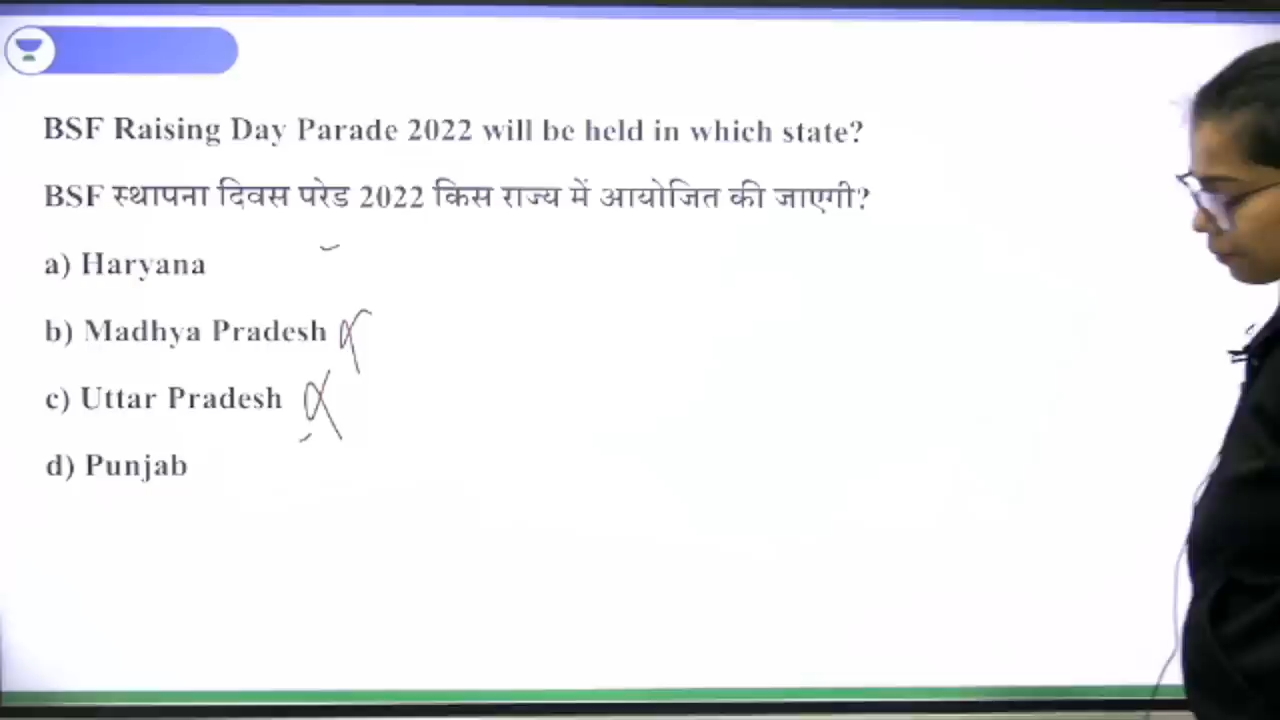 BSF Raising Day Parade 2022 will be held in which state?
BSF स्थापना दिवस परेड 2022 किस राज्य में आयोजित की जाएगी?
a) Haryana
b) Madhya Pradesh
c) Uttar Pradesh
d) Punjab